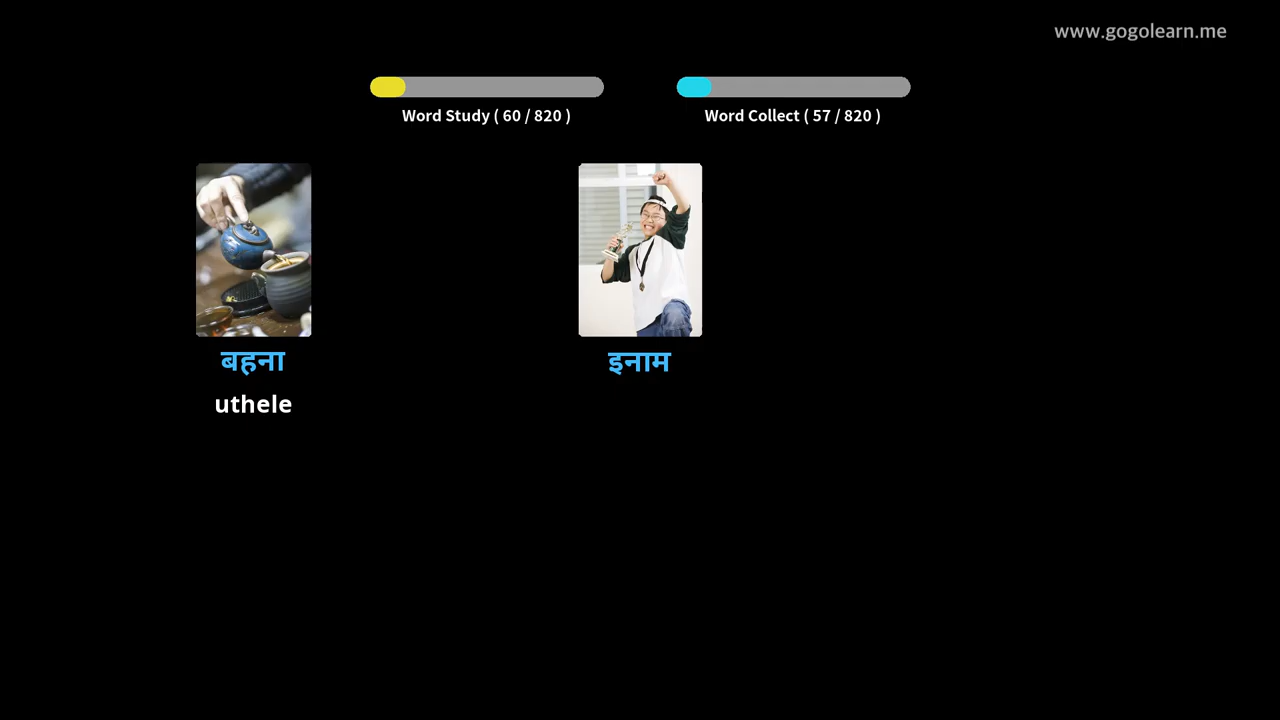 www.gogolearn.me
Word Study ( 60 / 820 )
Word Collect ( 57 / 820 )
बहना
इनाम
uthele